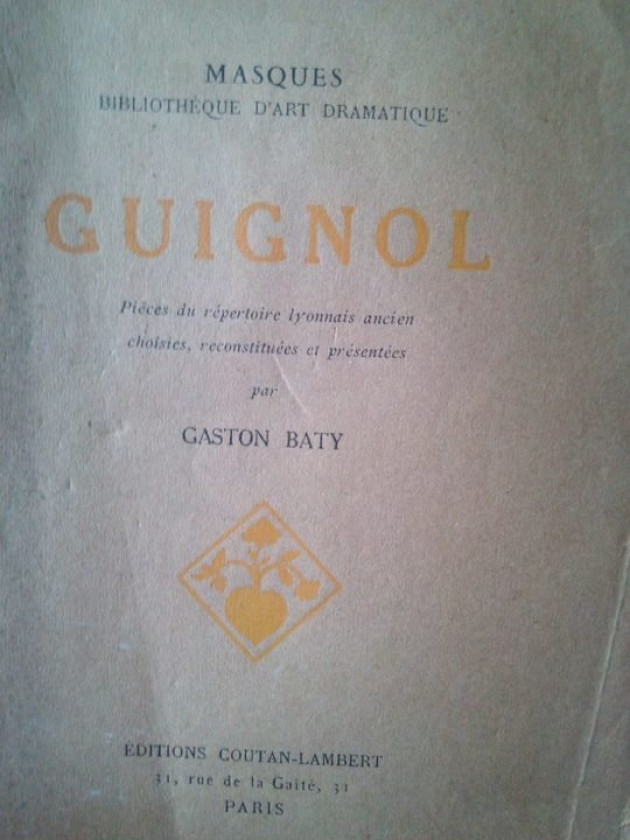 MASQUES
BIBLIOTHÈQUE D'ART DRAMATIQUE
GUIGNOL
Pièces du répertoire lyonnais ancien
choisies, reconstituées et présentées
par
GASTON BATY
ÉDITIONS COUTAN-LAMBERT
31, rue de la Gaîté, 31
PARIS